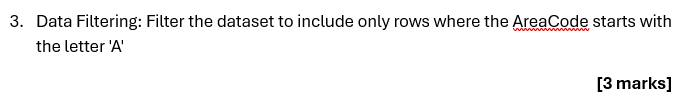 3. Data Filtering: Filter the dataset to include only rows where the AreaCode starts with
the letter 'A'
[3 marks]